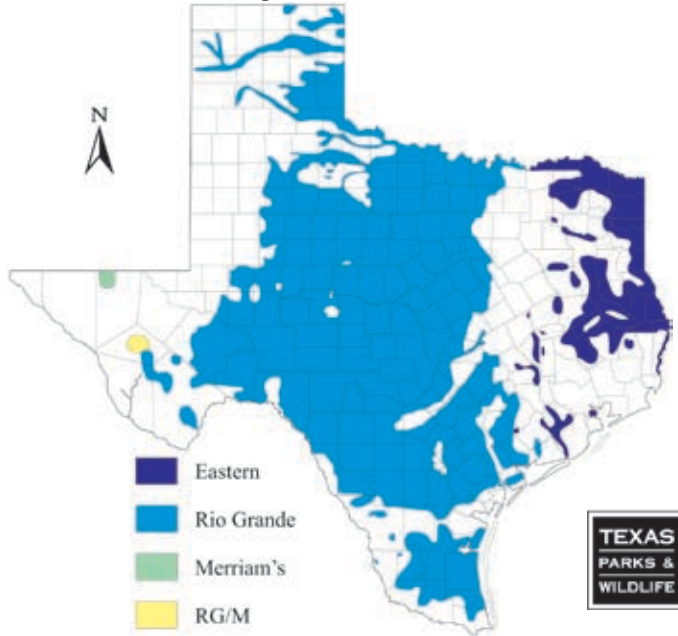 N
Eastern
Rio Grande
Merriam's
RG/M
TEXAS
PARKS &
WILDLIFE